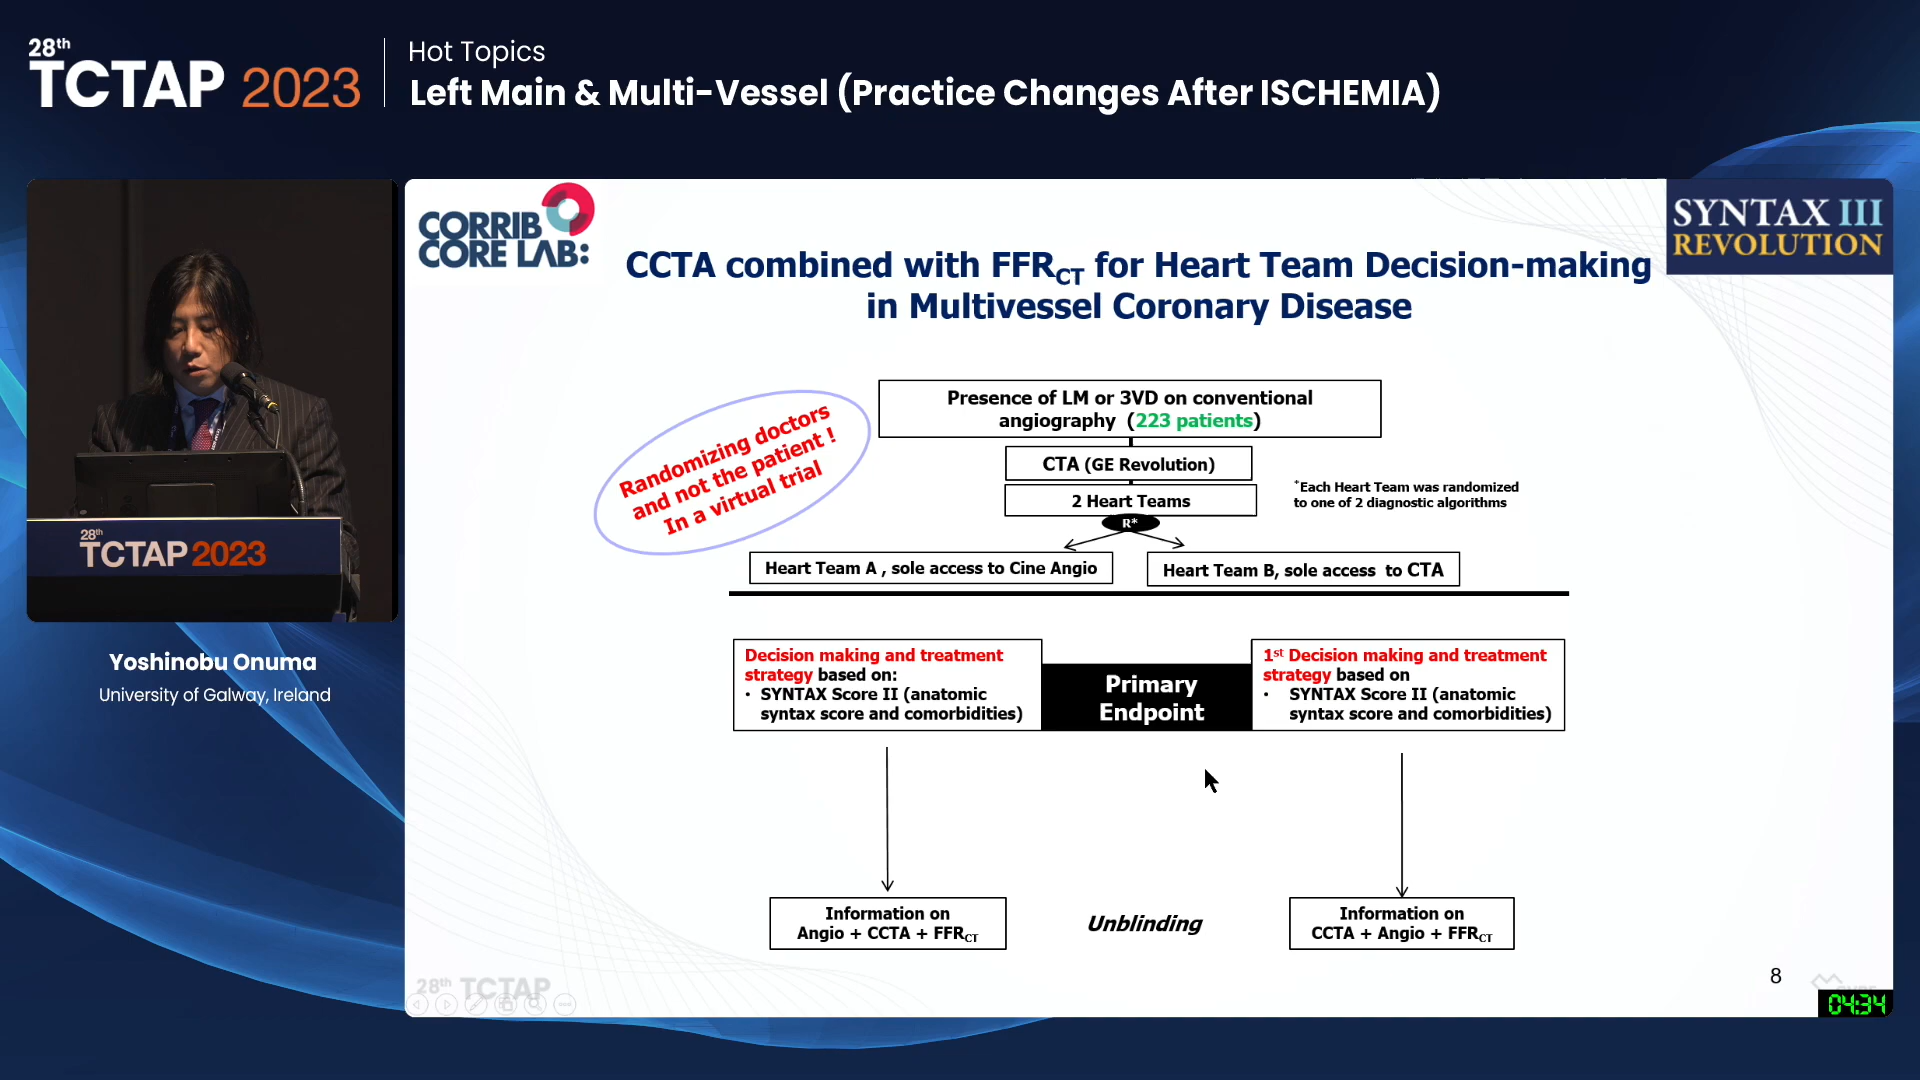 28th
TCTAP 2023
Hot Topics
Left Main & Multi-Vessel (Practice Changes After ISCHEMIA)
CORRIB
CORE LAB:
SYNTAX III
REVOLUTION
CCTA combined with FFRCT for Heart Team Decision-making
in Multivessel Coronary Disease
Randomizing doctors
and not the patient !
In a virtual trial
Presence of LM or 3VD on conventional
angiography (223 patients)
CTA (GE Revolution)
2 Heart Teams
R*
*Each Heart Team was randomized
to one of 2 diagnostic algorithms
Heart Team A , sole access to Cine Angio
Heart Team B, sole access to CTA
Decision making and treatment
strategy based on:
• SYNTAX Score II (anatomic
syntax score and comorbidities)
Primary
Endpoint
1st Decision making and treatment
strategy based on
• SYNTAX Score II (anatomic
syntax score and comorbidities)
Information on
Angio + CCTA + FFRCT
Unblinding
Information on
CCTA + Angio + FFRCT
28th TCTAP
8
04:34
28th
TCTAP 2023
Yoshinobu Onuma
University of Galway, Ireland